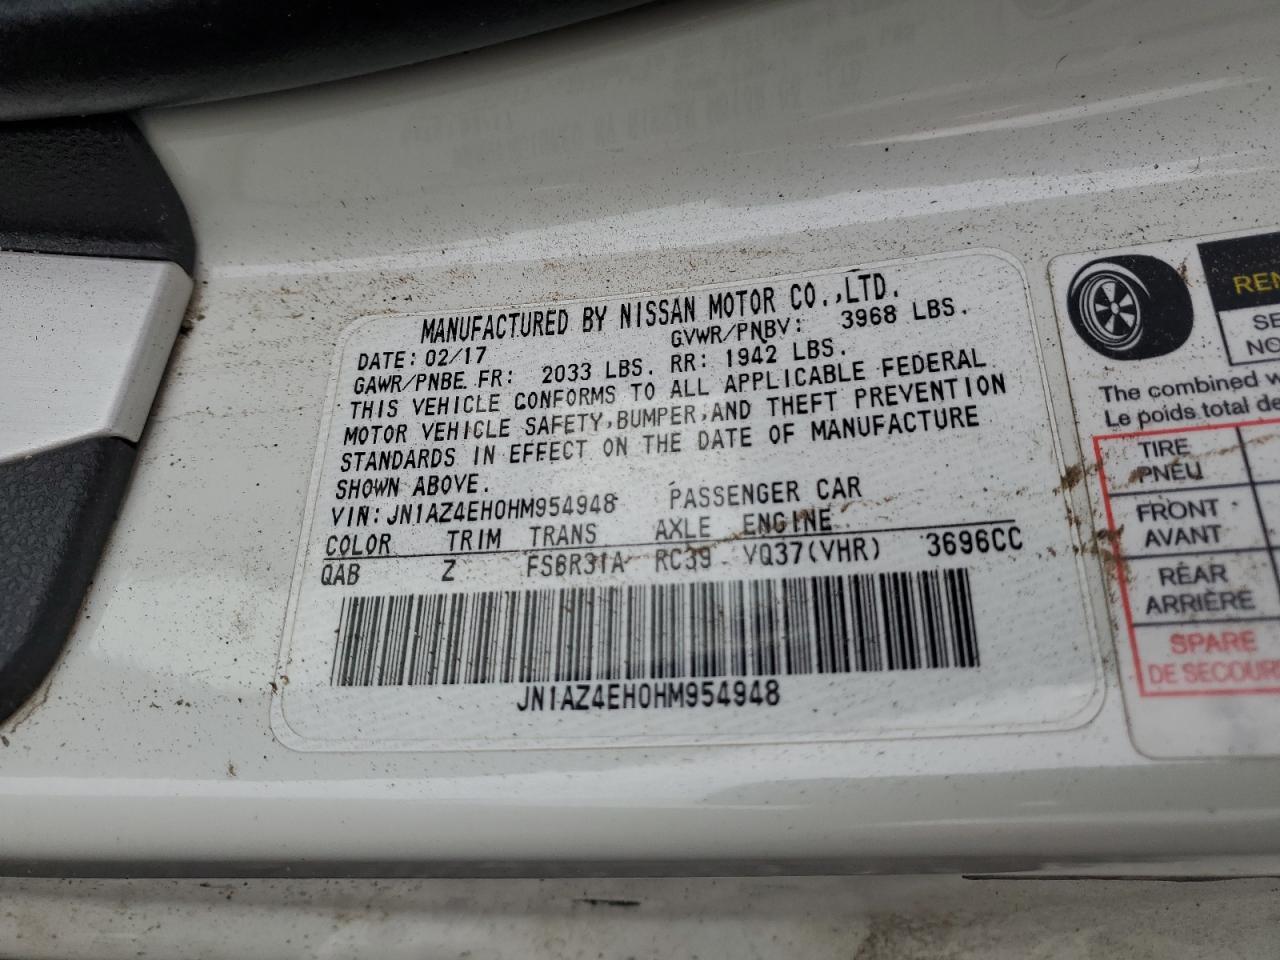 MANUFACTURED BY NISSAN MOTOR CO.,LTD.
DATE: 02/17 GVWR/PNBV: 3968 LBS.
GAWR/PNBE FR: 2033 LBS. RR: 1942 LBS.
THIS VEHICLE CONFORMS TO ALL APPLICABLE FEDERAL
MOTOR VEHICLE SAFETY,BUMPER,AND THEFT PREVENTION
STANDARDS IN EFFECT ON THE DATE OF MANUFACTURE
SHOWN ABOVE.
VIN: JN1AZ4EH0HM954948 PASSENGER CAR
COLOR TRIM TRANS AXLE ENGINE
QAB Z FS6R31A RC39 VQ37(VHR) 3696CC
JN1AZ4EH0HM954948
REN
SE
NO
The combined w
Le poids total de
TIRE
PNEU
FRONT
AVANT
REAR
ARRIÈRE
SPARE
DE SECOUR